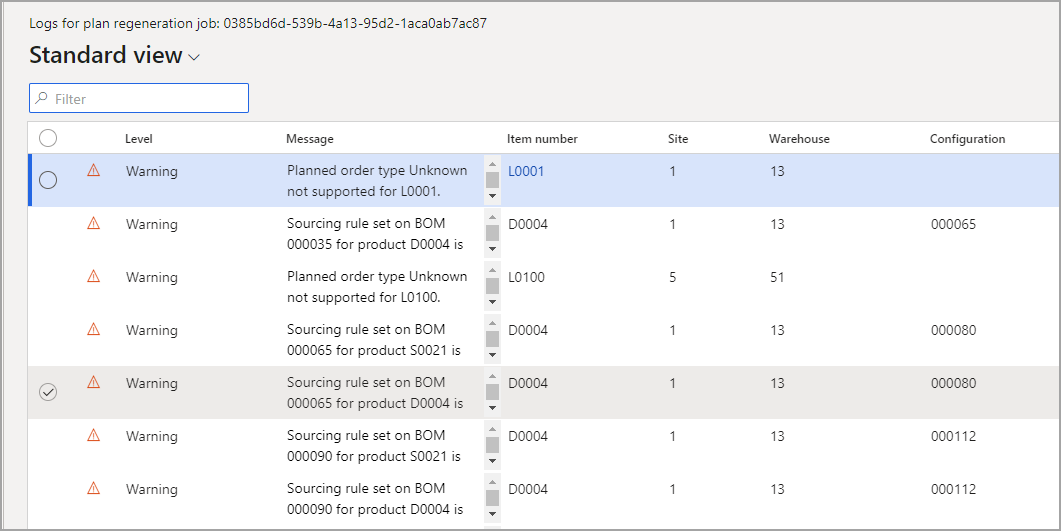 Logs for plan regeneration job: 0385bd6d-539b-4a13-95d2-1aca0ab7ac87
Standard view
Filter
Level Message Item number Site Warehouse Configuration
Warning Planned order type Unknown L0001 1 13
not supported for L0001.
Warning Sourcing rule set on BOM D0004 1 13 000065
000035 for product D0004 is
Warning Planned order type Unknown L0100 5 51
not supported for L0100.
Warning Sourcing rule set on BOM D0004 1 13 000080
000065 for product S0021 is
Warning Sourcing rule set on BOM D0004 1 13 000080
000065 for product D0004 is
Warning Sourcing rule set on BOM D0004 1 13 000112
000090 for product S0021 is
Warning Sourcing rule set on BOM D0004 1 13 000112
000090 for product D0004 is